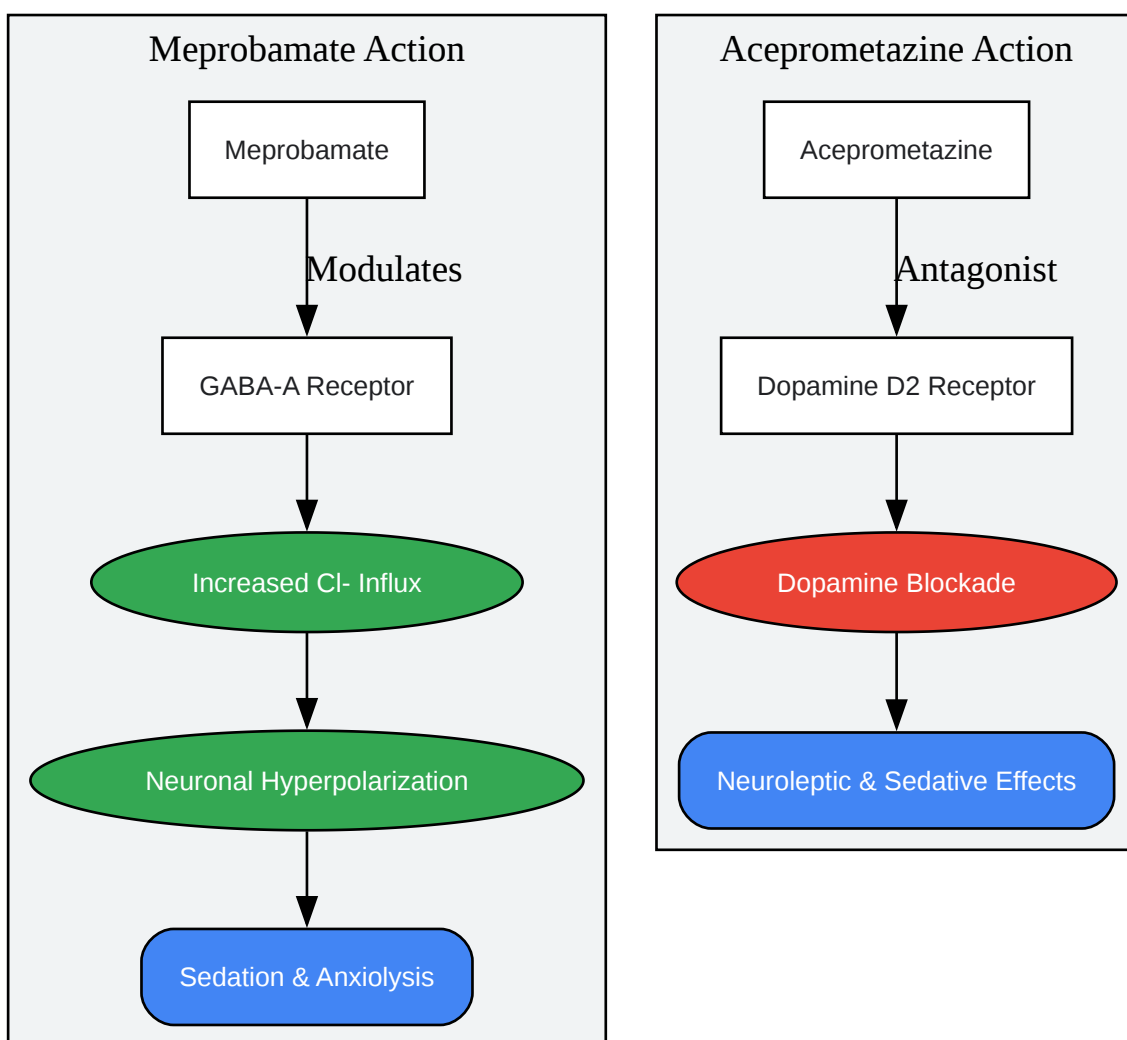 Meprobamate Action
Meprobamate
Modulates
GABA-A Receptor
Increased Cl- Influx
Neuronal Hyperpolarization
Sedation & Anxiolysis
Aceprometazine Action
Aceprometazine
Antagonist
Dopamine D2 Receptor
Dopamine Blockade
Neuroleptic & Sedative Effects